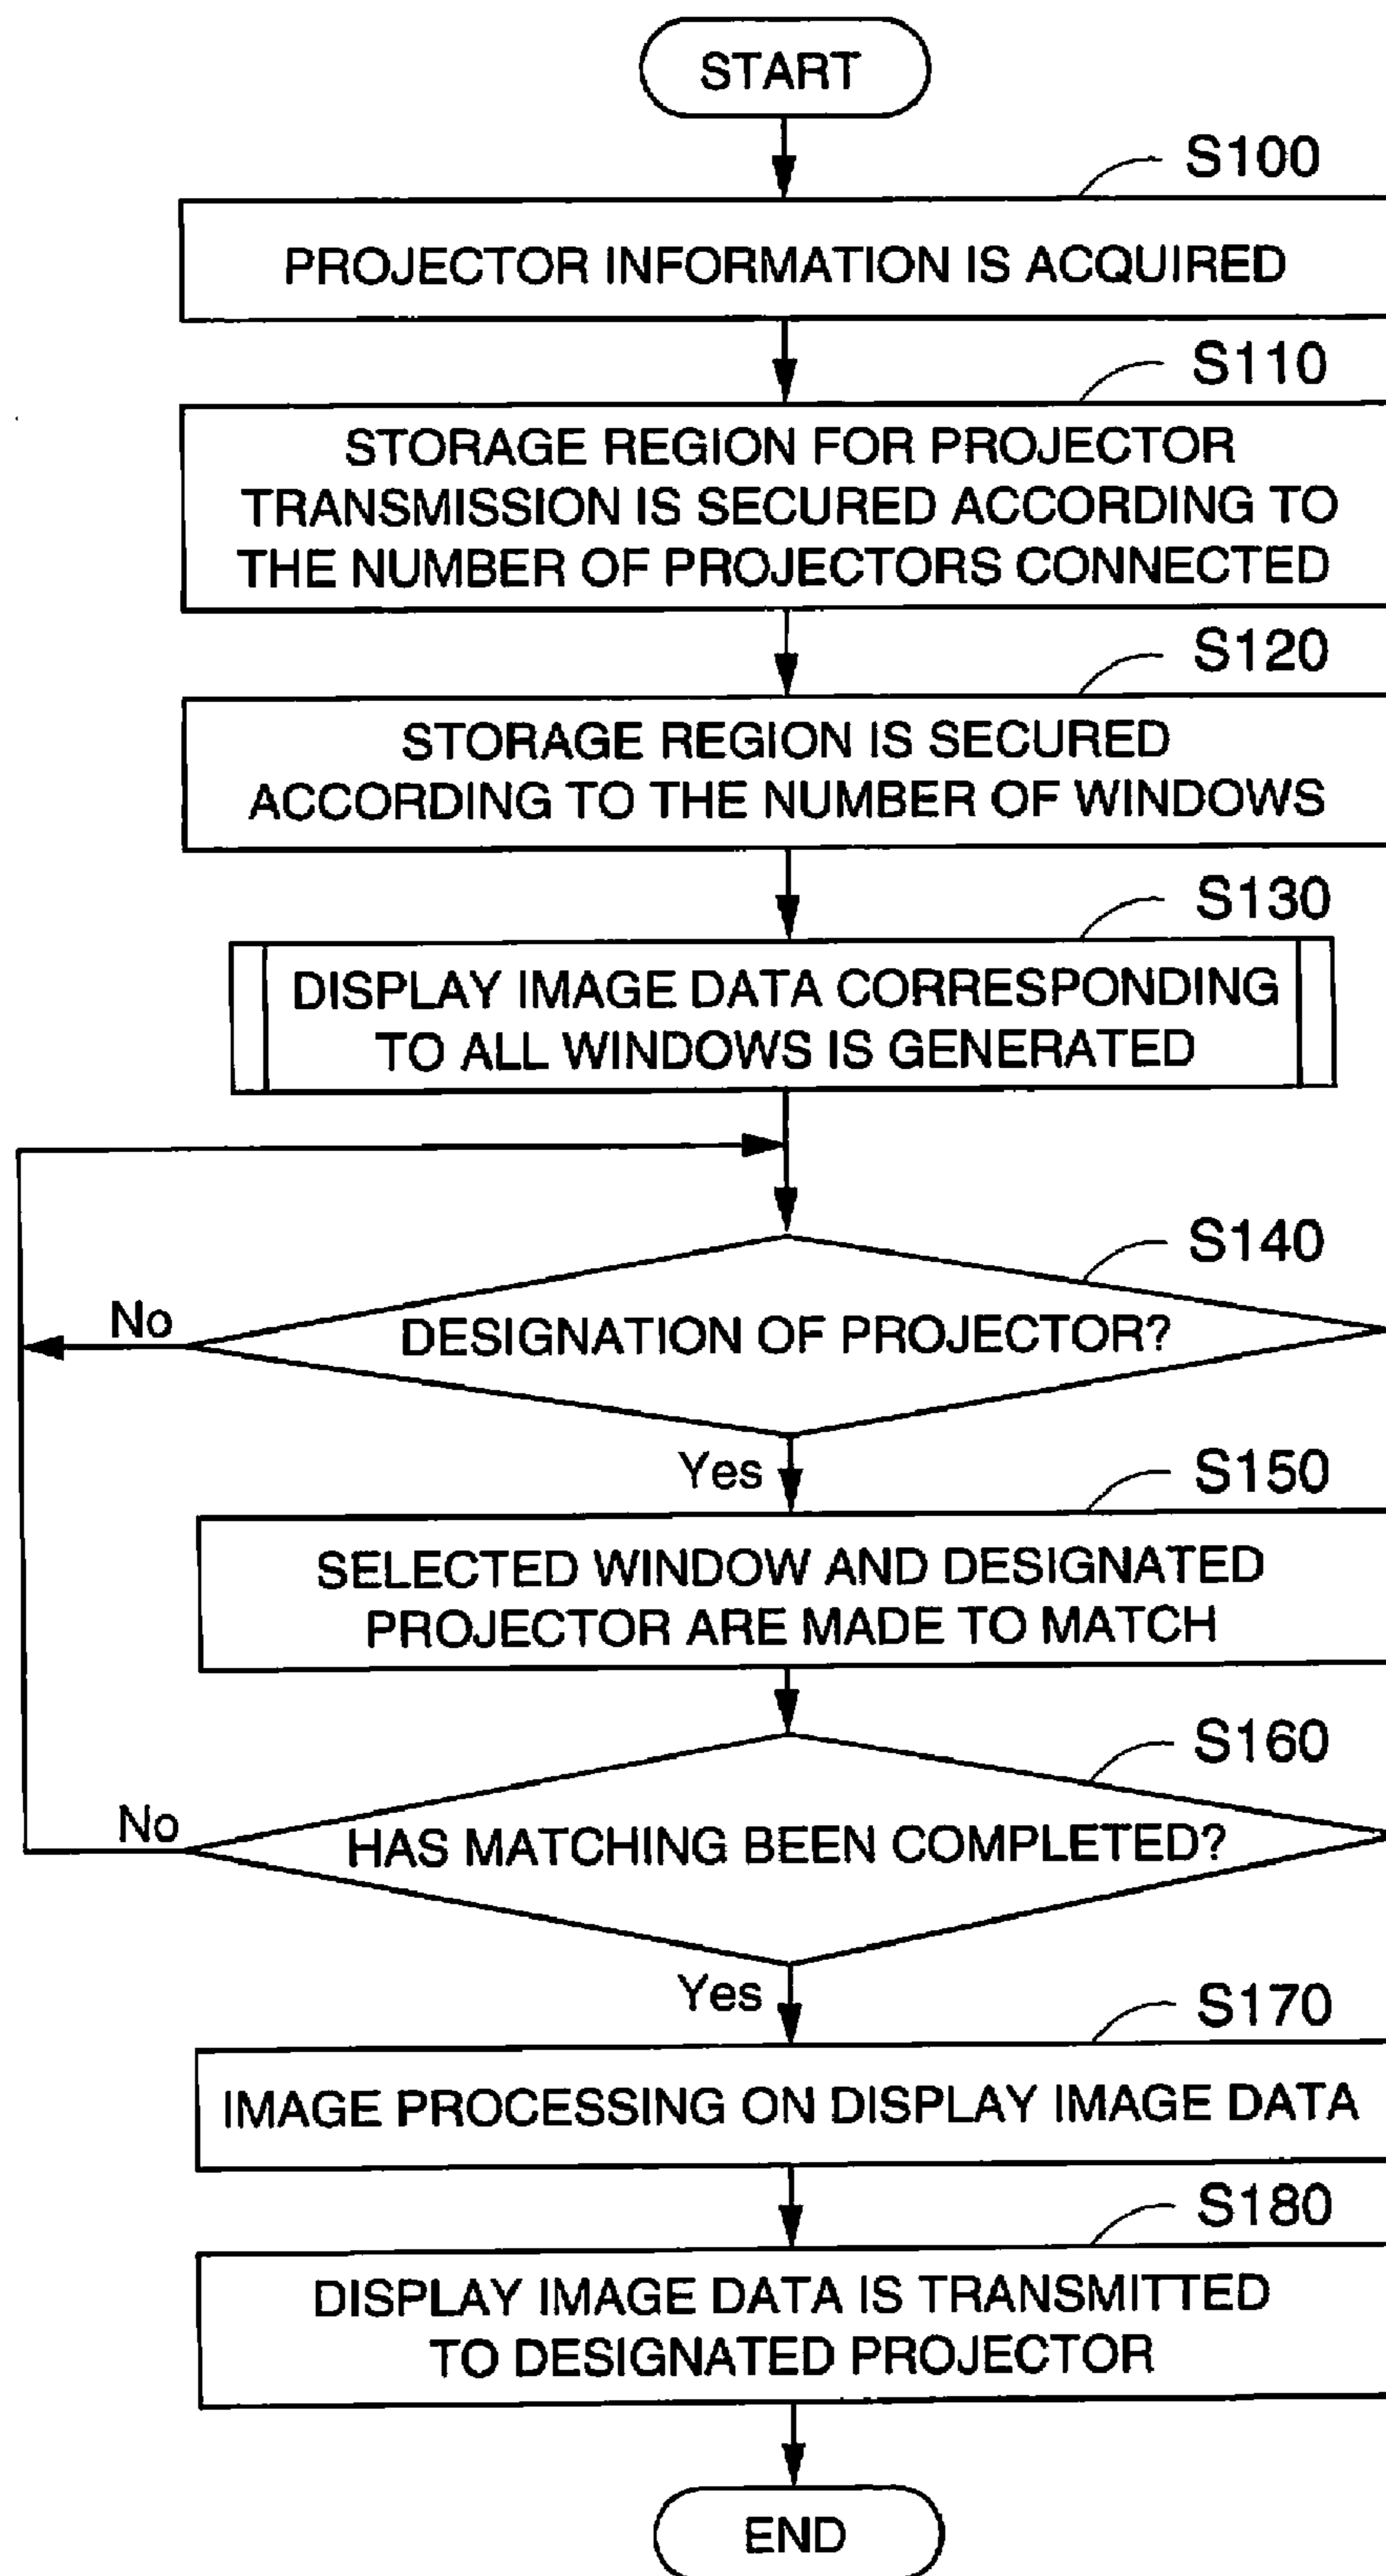 START
S100
PROJECTOR INFORMATION IS ACQUIRED
S110
STORAGE REGION FOR PROJECTOR
TRANSMISSION IS SECURED ACCORDING TO
THE NUMBER OF PROJECTORS CONNECTED
S120
STORAGE REGION IS SECURED
ACCORDING TO THE NUMBER OF WINDOWS
S130
DISPLAY IMAGE DATA CORRESPONDING
TO ALL WINDOWS IS GENERATED
S140
No
DESIGNATION OF PROJECTOR?
Yes
S150
SELECTED WINDOW AND DESIGNATED
PROJECTOR ARE MADE TO MATCH
S160
No
HAS MATCHING BEEN COMPLETED?
Yes
S170
IMAGE PROCESSING ON DISPLAY IMAGE DATA
S180
DISPLAY IMAGE DATA IS TRANSMITTED
TO DESIGNATED PROJECTOR
END